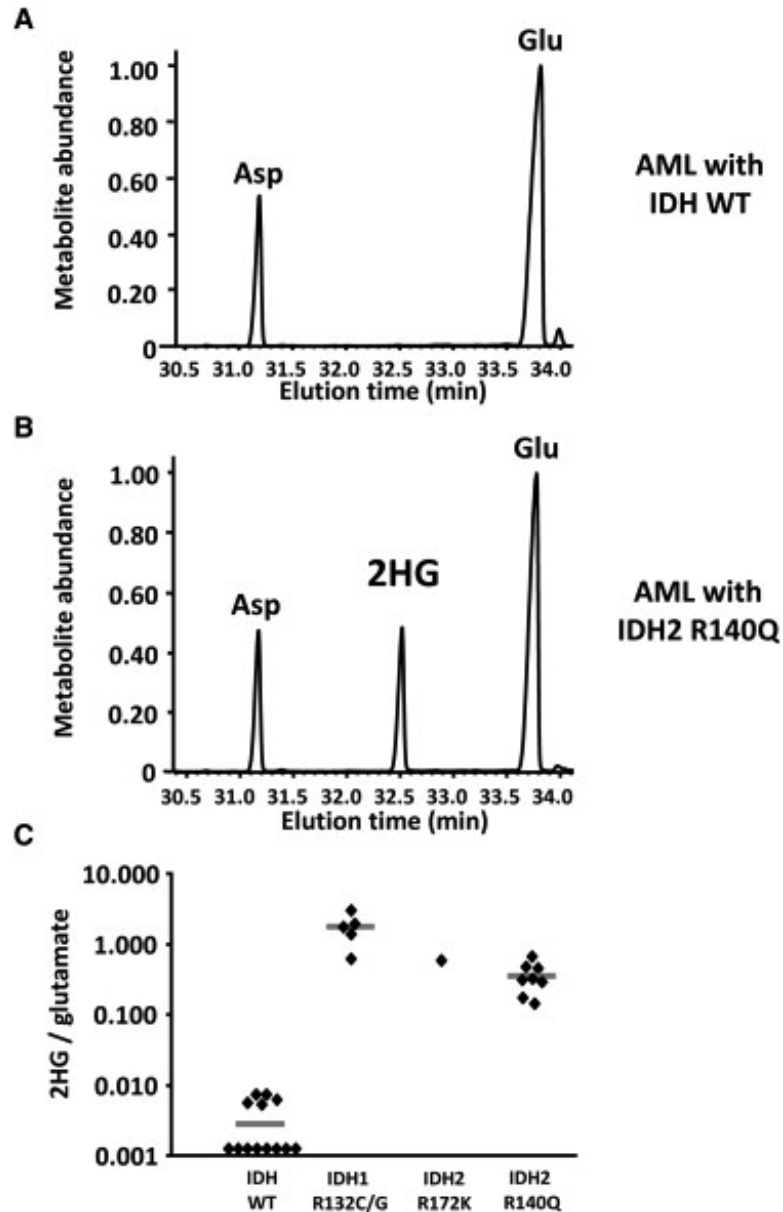 A
Metabolite abundance
1.00
0.80
0.60
0.40
0.20
0
Asp
Glu
30.5 31.0 31.5 32.0 32.5 33.0 33.5 34.0
Elution time (min)
AML with
IDH WT
B
Metabolite abundance
1.00
0.80
0.60
0.40
0.20
0
Asp
2HG
Glu
30.5 31.0 31.5 32.0 32.5 33.0 33.5 34.0
Elution time (min)
AML with
IDH2 R140Q
C
2HG / glutamate
10.000
1.000
0.100
0.010
0.001
IDH
WT
IDH1
R132C/G
IDH2
R172K
IDH2
R140Q